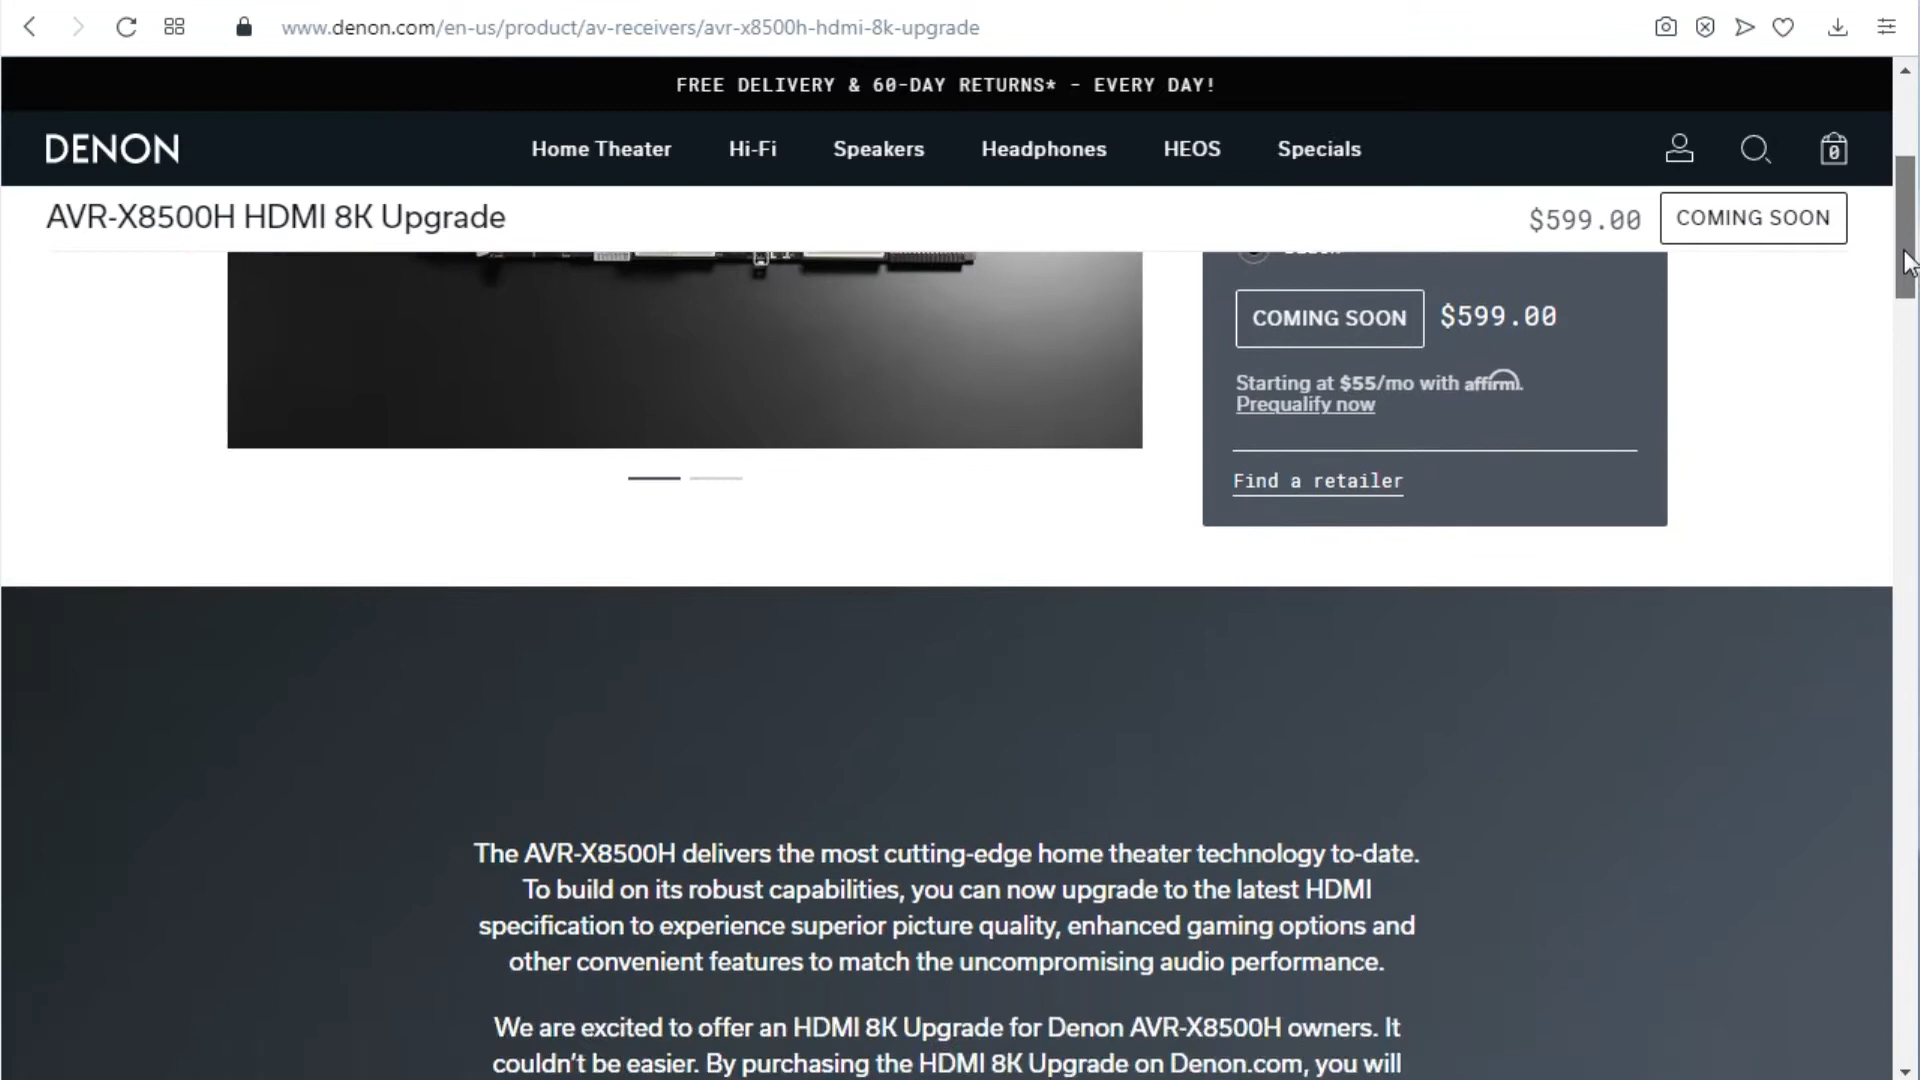 www.denon.com/en-us/product/av-receivers/avr-x8500h-hdmi-8k-upgrade
FREE DELIVERY & 60-DAY RETURNS* - EVERY DAY!
DENON
Home Theater
Hi-Fi
Speakers
Headphones
HEOS
Specials
0
AVR-X8500H HDMI 8K Upgrade
$599.00
COMING SOON
COMING SOON
$599.00
Starting at $55/mo with affirm.
Prequalify now
Find a retailer
The AVR-X8500H delivers the most cutting-edge home theater technology to-date.
To build on its robust capabilities, you can now upgrade to the latest HDMI
specification to experience superior picture quality, enhanced gaming options and
other convenient features to match the uncompromising audio performance.
We are excited to offer an HDMI 8K Upgrade for Denon AVR-X8500H owners. It
couldn’t be easier. By purchasing the HDMI 8K Upgrade on Denon.com, you will